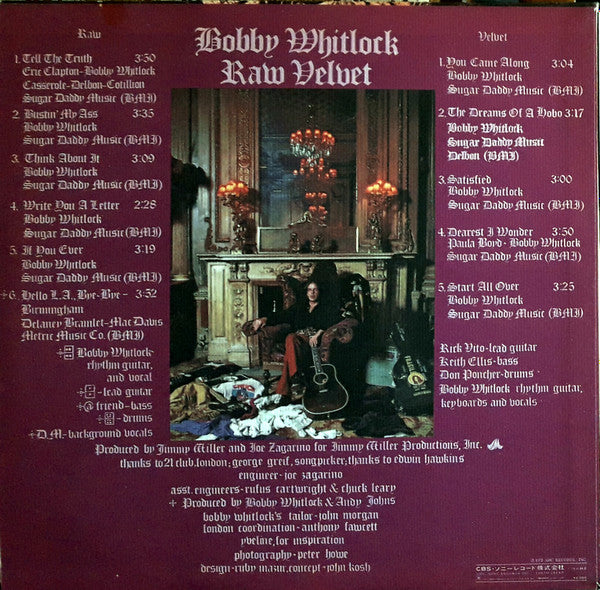 Bobby Whitlock
Raw Velvet
Raw
1. Tell The Truth 3:50
Eric Clapton-Bobby Whitlock
Casserole-Delbon-Cotillion
Sugar Daddy Music (BMI)
2. Bustin' My Ass 3:35
Bobby Whitlock
Sugar Daddy Music (BMI)
3. Think About It 3:09
Bobby Whitlock
Sugar Daddy Music (BMI)
4. Write You A Letter 2:28
Bobby Whitlock
Sugar Daddy Music (BMI)
5. If You Ever 3:19
Bobby Whitlock
Sugar Daddy Music (BMI)
+6. Hello L.A. Bye-Bye- 3:52
Birmingham
Delaney Bramlet-Mac Davis
Metric Music Co. (BMI)
Bobby Whitlock-
rhythm guitar,
and vocal
-lead guitar
friend-bass
-drums
D.M.-background vocals
Velvet
1. You Came Along 3:04
Bobby Whitlock
Sugar Daddy Music (BMI)
2. The Dreams Of A Hobo 3:17
Bobby Whitlock
Sugar Daddy Music
Delbon (BMI)
3. Satisfied 3:00
Bobby Whitlock
Sugar Daddy Music (BMI)
4. Dearest I Wonder 3:50
Paula Boyd-Bobby Whitlock
Sugar Daddy Music (BMI)
5. Start All Over 3:25
Bobby Whitlock
Sugar Daddy Music (BMI)
Rick Vito-lead guitar
Keith Ellis-bass
Don Poncher-drums
Bobby Whitlock rhythm guitar,
keyboards and vocals
Produced by Jimmy Miller and Joe Zagarino for Jimmy Miller Productions, Inc.
thanks to 21 club, london; george greif, songpicker; thanks to edwin hawkins
engineer-joe zagarino
asst. engineers-rufus cartwright & chuck leary
+ Produced by Bobby Whitlock & Andy Johns
bobby whitlock's tailor-john morgan
london coordination-anthony fawcett
yveline, for inspiration
photography-peter howe
design-ruby mazur, concept-john kosh
CBS・ソニーレコード株式会社